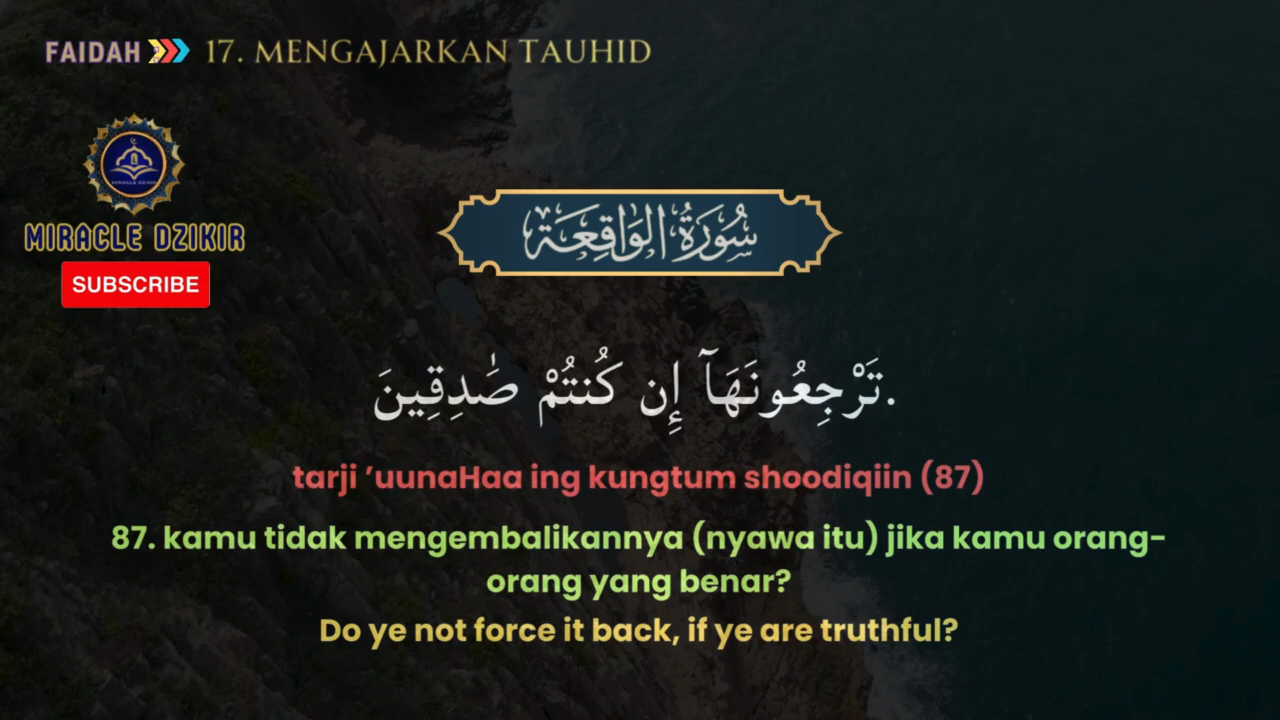 FAIDAH 17. MENGAJARKAN TAUHID
MIRACLE DZIKIR
MIRACLE DZIKIR
SUBSCRIBE
سُورَةُ الوَاقِعَة
تَرْجِعُونَهَآ إِن كُنتُمْ صَٰدِقِينَ.
tarji ’uunaHaa ing kungtum shoodiqiin (87)
87. kamu tidak mengembalikannya (nyawa itu) jika kamu orang-
orang yang benar?
Do ye not force it back, if ye are truthful?